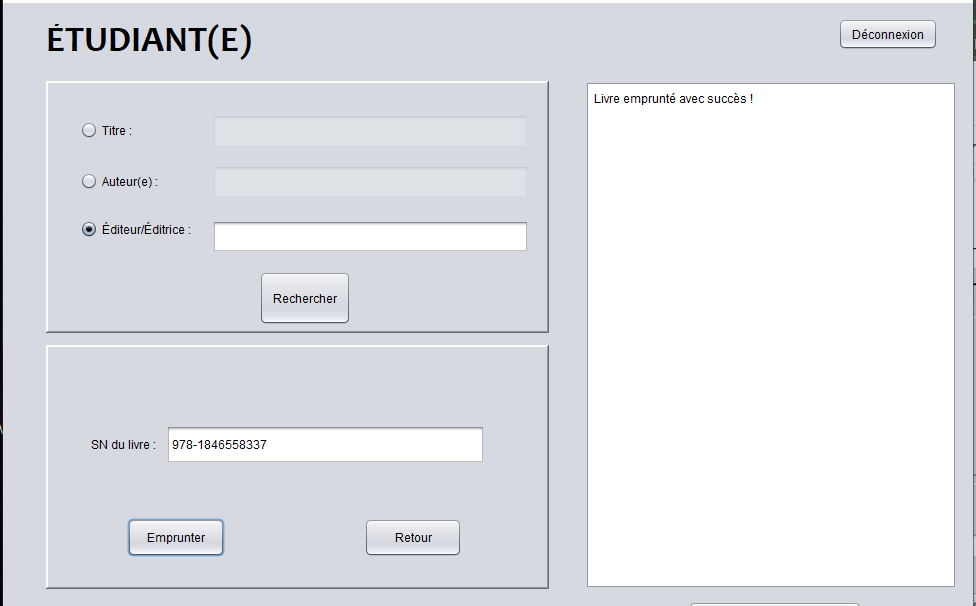 ÉTUDIANT(E)
Déconnexion
Titre :
Auteur(e) :
Éditeur/Éditrice :
Rechercher
SN du livre :
978-1846558337
Emprunter
Retour
Livre emprunté avec succès !